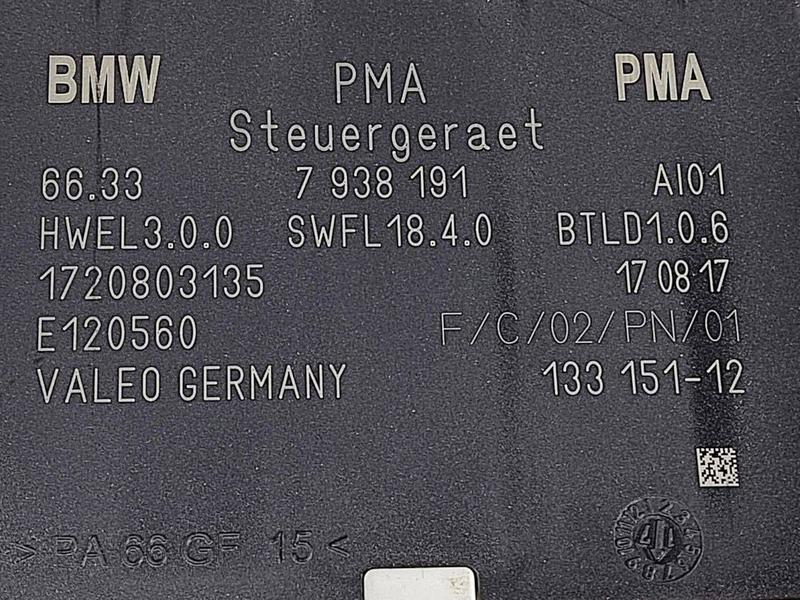 BMW PMA PMA
Steuergeraet
66.33 7 938 191 AI01
HWEL3.0.0 SWFL18.4.0 BTLD1.0.6
1720803135 17 08 17
E120560 F/C/02/PN/01
VALEO GERMANY 133 151-12
> PA 66 GF 15 <